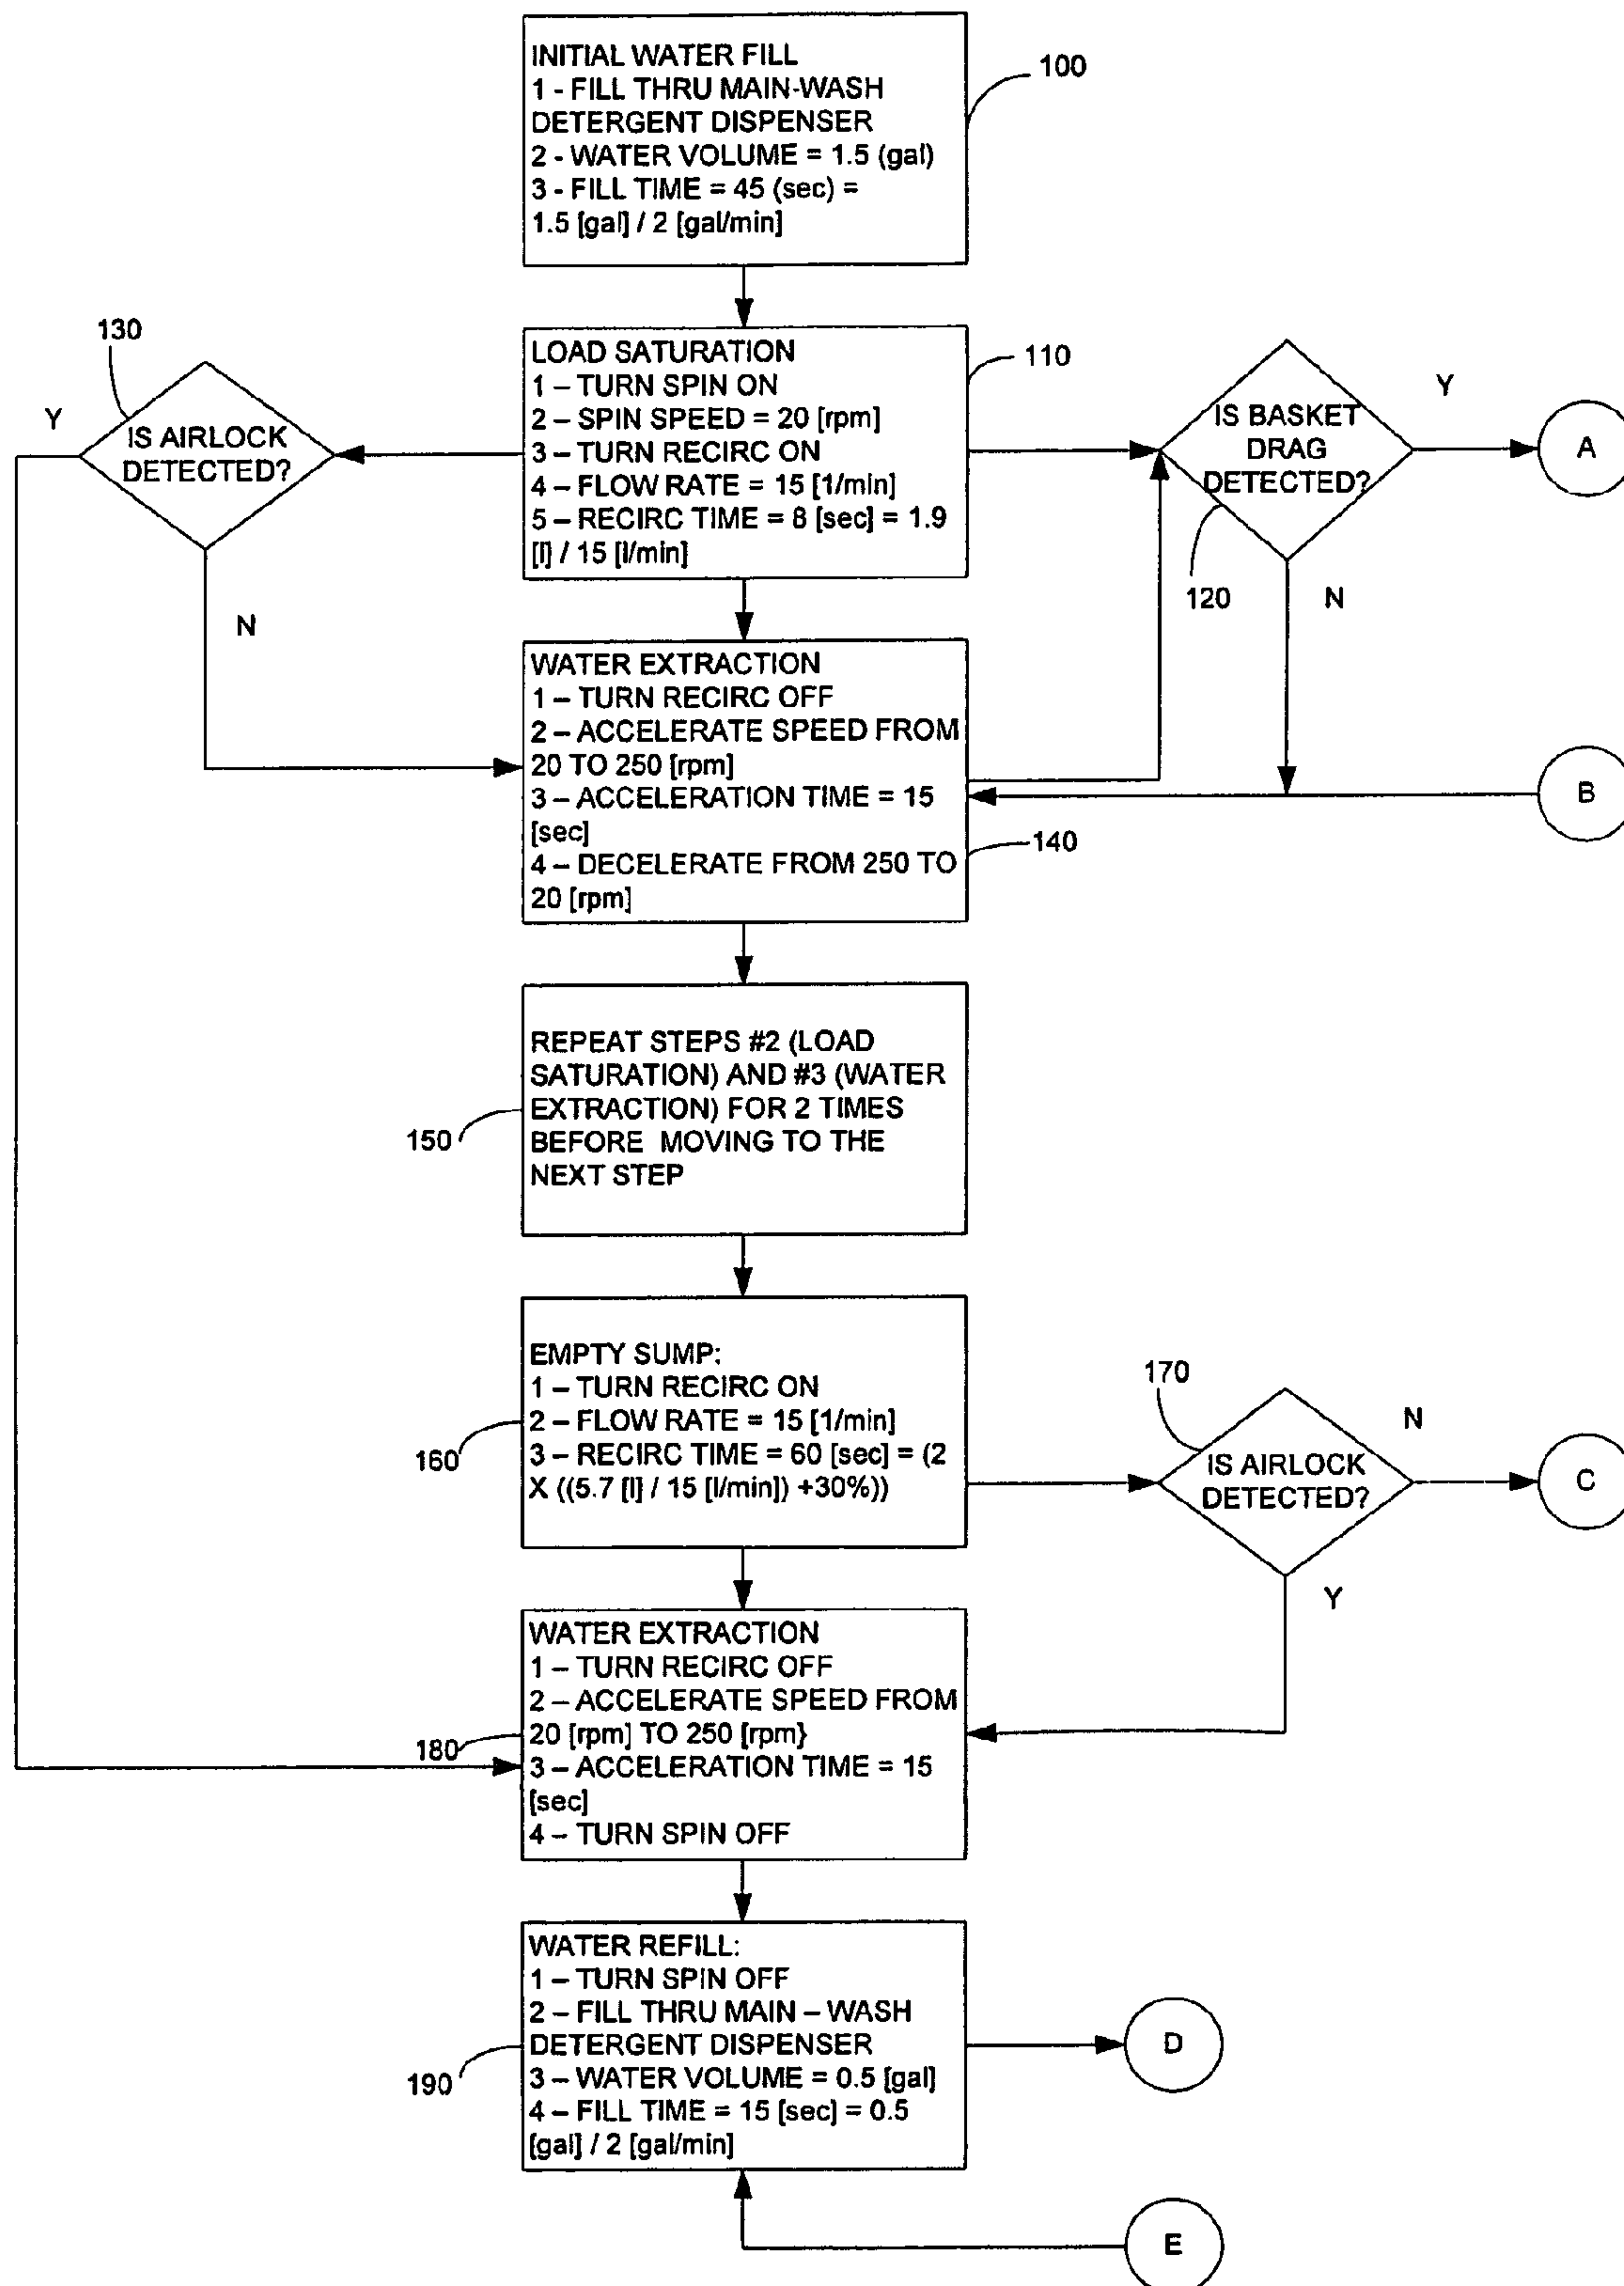 INITIAL WATER FILL
1 - FILL THRU MAIN-WASH
DETERGENT DISPENSER
2 - WATER VOLUME = 1.5 (gal)
3 - FILL TIME = 45 (sec) =
1.5 [gal] / 2 [gal/min]
100
130
Y
IS AIRLOCK
DETECTED?
N
LOAD SATURATION
1 – TURN SPIN ON
2 – SPIN SPEED = 20 [rpm]
3 – TURN RECIRC ON
4 – FLOW RATE = 15 [1/min]
5 – RECIRC TIME = 8 [sec] = 1.9
[l] / 15 [l/min]
110
IS BASKET
DRAG
DETECTED?
Y
A
120
N
WATER EXTRACTION
1 – TURN RECIRC OFF
2 – ACCELERATE SPEED FROM
20 TO 250 [rpm]
3 – ACCELERATION TIME = 15
[sec]
4 – DECELERATE FROM 250 TO
20 [rpm]
140
B
REPEAT STEPS #2 (LOAD
SATURATION) AND #3 (WATER
EXTRACTION) FOR 2 TIMES
BEFORE MOVING TO THE
NEXT STEP
150
EMPTY SUMP:
1 – TURN RECIRC ON
2 – FLOW RATE = 15 [1/min]
3 – RECIRC TIME = 60 [sec] = (2
X ((5.7 [l] / 15 [l/min]) +30%))
160
170
IS AIRLOCK
DETECTED?
N
C
Y
WATER EXTRACTION
1 – TURN RECIRC OFF
2 – ACCELERATE SPEED FROM
20 [rpm] TO 250 [rpm}
3 – ACCELERATION TIME = 15
[sec]
4 – TURN SPIN OFF
180
WATER REFILL:
1 – TURN SPIN OFF
2 – FILL THRU MAIN – WASH
DETERGENT DISPENSER
3 – WATER VOLUME = 0.5 [gal]
4 – FILL TIME = 15 [sec] = 0.5
[gal] / 2 [gal/min]
190
D
E